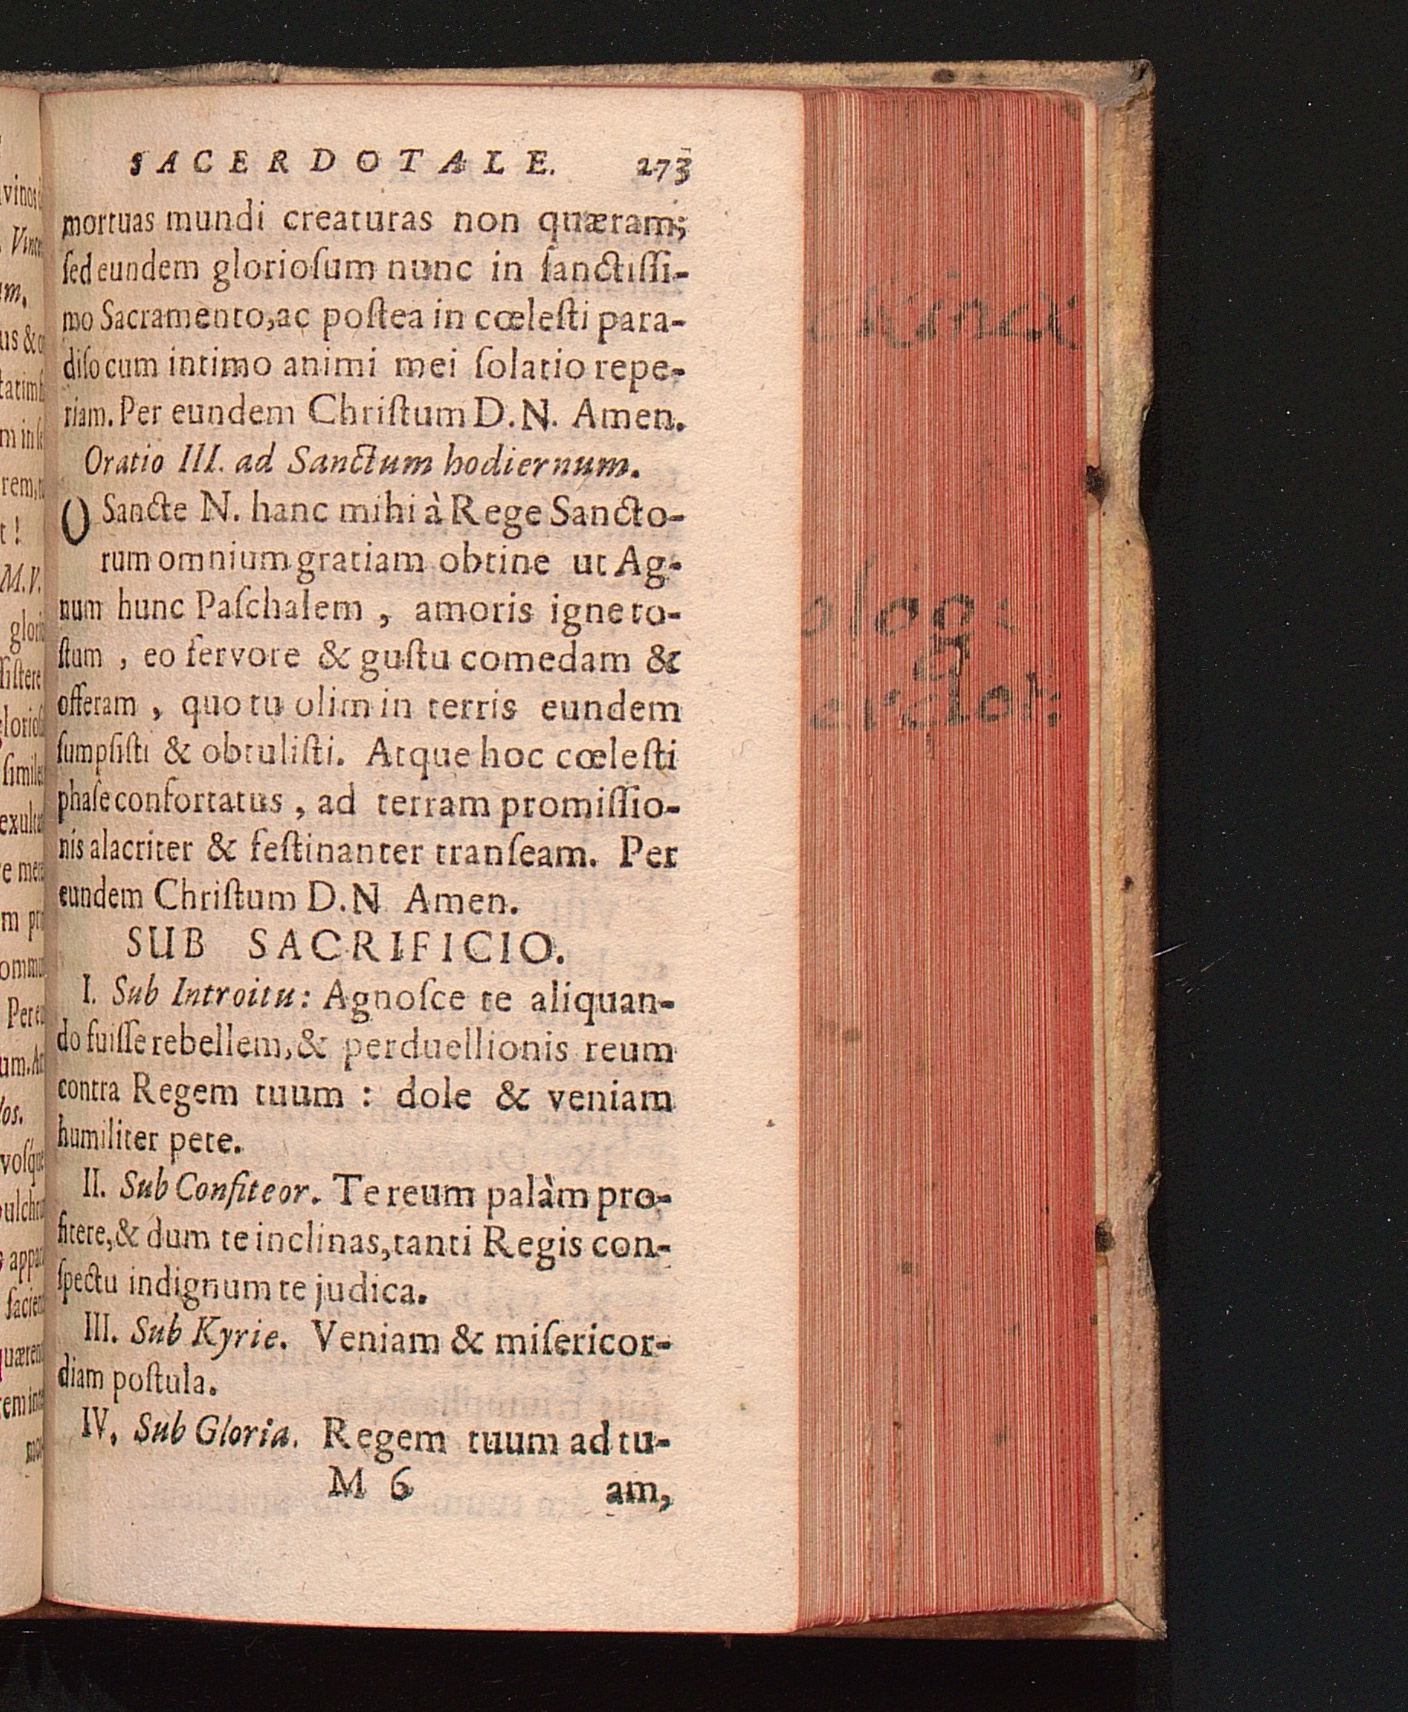 SACERDOTALE. 273
mortuas mundi creaturas non quæram;
ſed eundem glorioſum nunc in ſanctiſſi-
mo Sacramento, ac poſtea in cœleſti para-
diſo cum intimo animi mei ſolatio repe-
riam. Per eundem Chriſtum D.N. Amen.
Oratio III. ad Sanctum hodiernum.
O Sancte N. hanc mihi à Rege Sancto-
rum omnium gratiam obtine ut Ag-
num hunc Paſchalem , amoris igne to-
ſtum , eo fervore & guſtu comedam &
offeram , quo tu olim in terris eundem
ſumpſiſti & obtuliſti. Atque hoc cœleſti
phaſe confortatus , ad terram promiſſio-
nis alacriter & feſtinanter tranſeam. Per
eundem Chriſtum D.N Amen.
SUB SACRIFICIO.
I. Sub Introitu: Agnoſce te aliquan-
do fuiſſe rebellem, & perduellionis reum
contra Regem tuum : dole & veniam
humiliter pete.
II. Sub Confiteor. Te reum palàm pro-
fitere, & dum te inclinas, tanti Regis con-
ſpectu indignum te judica.
III. Sub Kyrie. Veniam & miſericor-
diam poſtula.
IV. Sub Gloria. Regem tuum ad tu-
M 6 am,